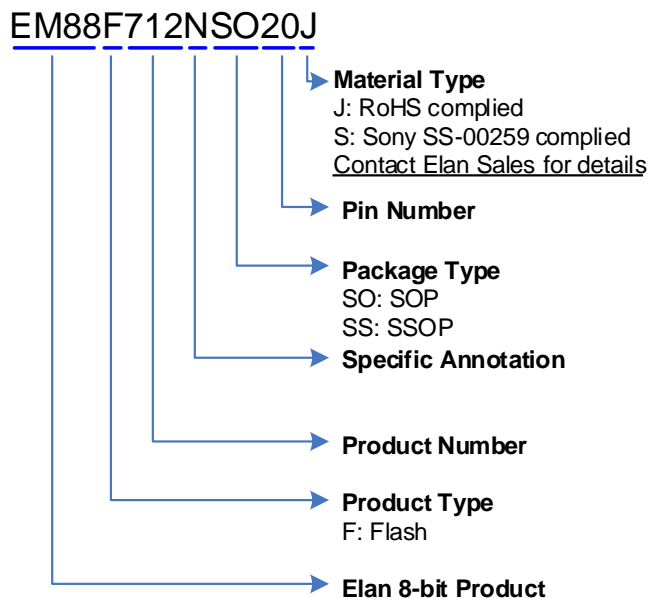 EM88F712NSO20J
Material Type
J: RoHS complied
S: Sony SS-00259 complied
Contact Elan Sales for details
Pin Number
Package Type
SO: SOP
SS: SSOP
Specific Annotation
Product Number
Product Type
F: Flash
Elan 8-bit Product